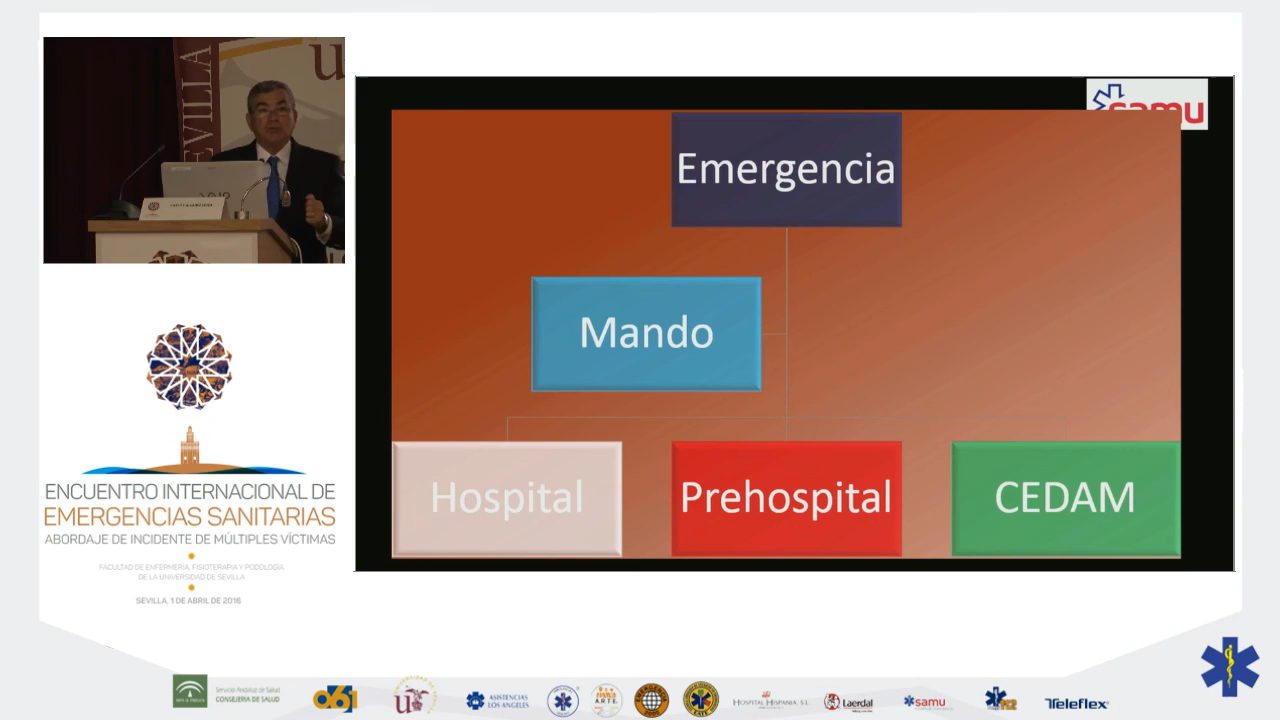 SEVILLA
samu
Emergencia
Mando
Hospital
Prehospital
CEDAM
ENCUENTRO INTERNACIONAL DE
EMERGENCIAS SANITARIAS
ABORDAJE DE INCIDENTE DE MÚLTIPLES VÍCTIMAS
FACULTAD DE ENFERMERÍA, FISIOTERAPIA Y PODOLOGÍA
DE LA UNIVERSIDAD DE SEVILLA
SEVILLA, 1 DE ABRIL DE 2016
Servicio Andaluz de Salud
CONSEJERÍA DE SALUD
061
ASISTENCIAS
LOS ANGELES
A.R.T.E.
HOSPITAL HISPANIA, S.L.
Laerdal
samu
Teleflex